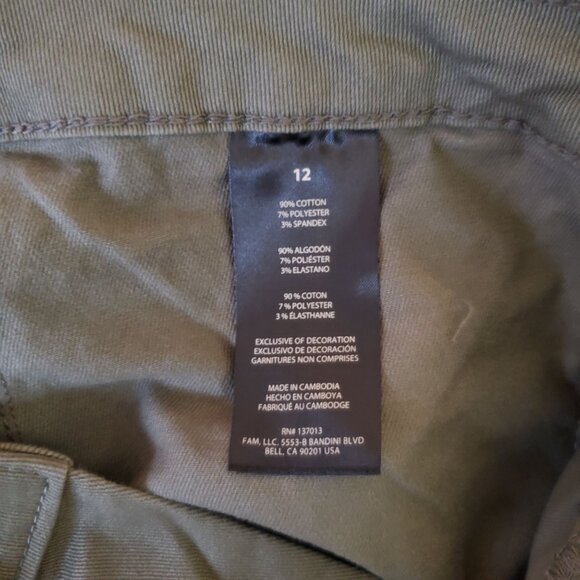 12
90% COTTON
7% POLYESTER
3% SPANDEX
90% ALGODÓN
7% POLIÉSTER
3% ELASTANO
90 % COTON
7 % POLYESTER
3 % ÉLASTHANNE
EXCLUSIVE OF DECORATION
EXCLUSIVO DE DECORACIÓN
GARNITURES NON COMPRISES
MADE IN CAMBODIA
HECHO EN CAMBOYA
FABRIQUÉ AU CAMBODGE
RN# 137013
FAM, LLC. 5553-B BANDINI BLVD
BELL, CA 90201 USA